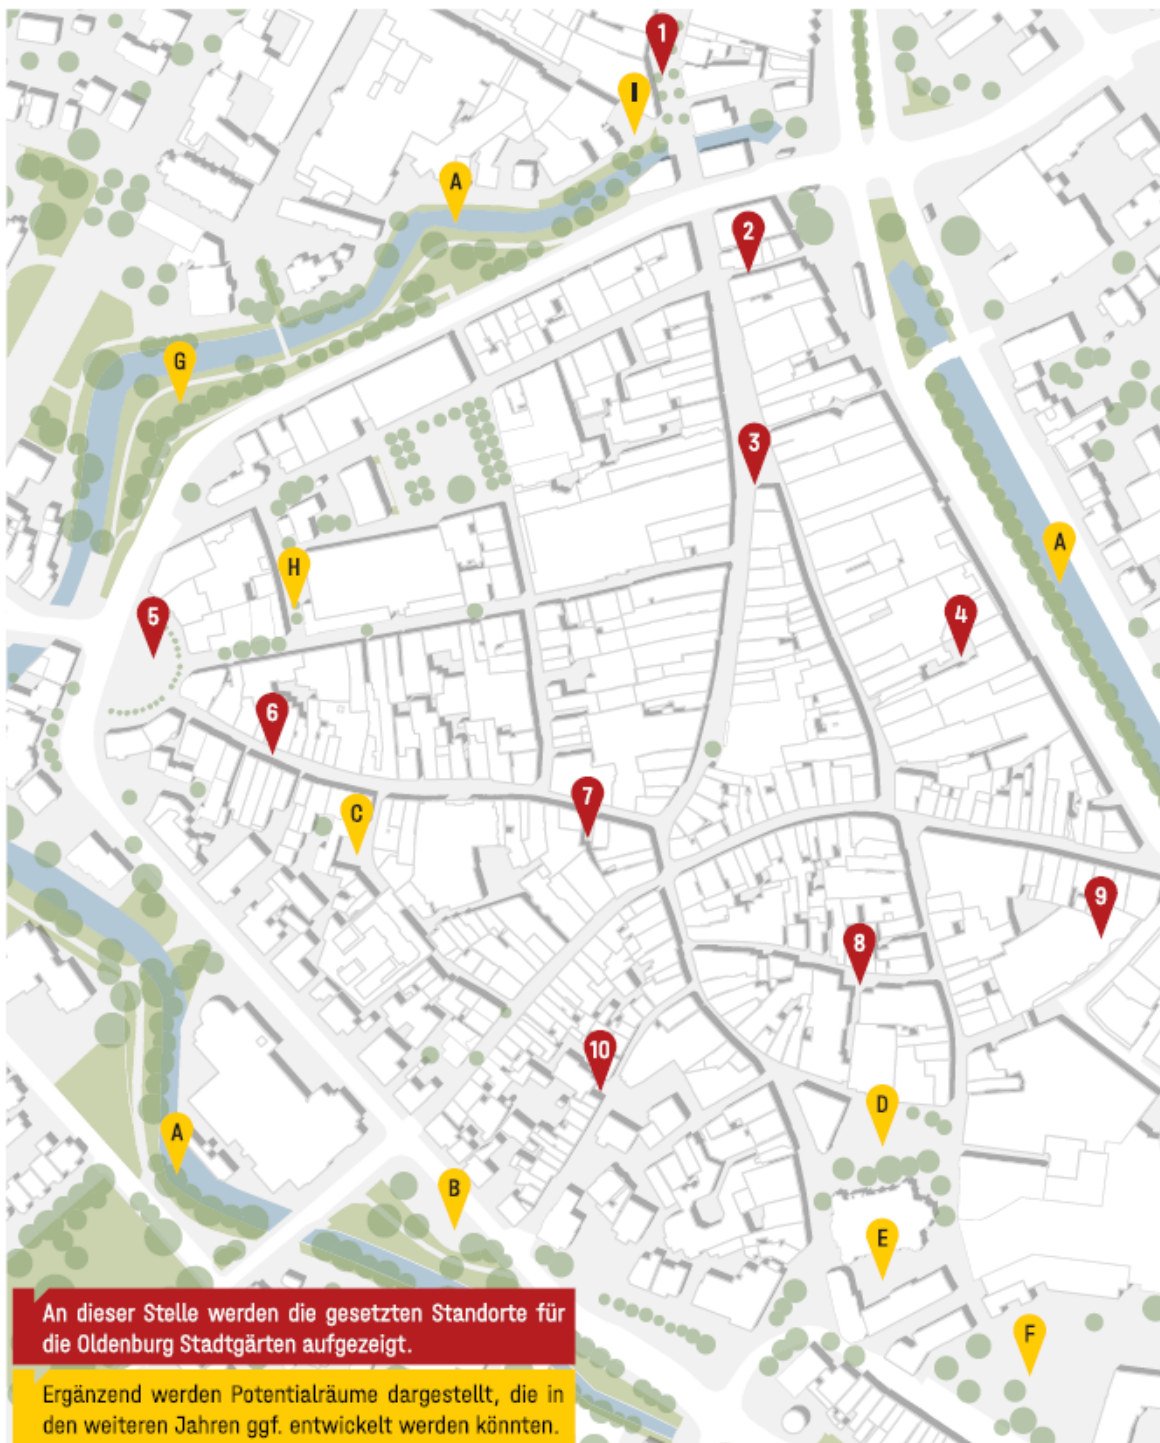 1
I
A
2
G
3
A
H
5
4
6
7
C
9
8
10
D
A
B
E
F
An dieser Stelle werden die gesetzten Standorte für
die Oldenburg Stadtgärten aufgezeigt.
Ergänzend werden Potentialräume dargestellt, die in
den weiteren Jahren ggf. entwickelt werden könnten.